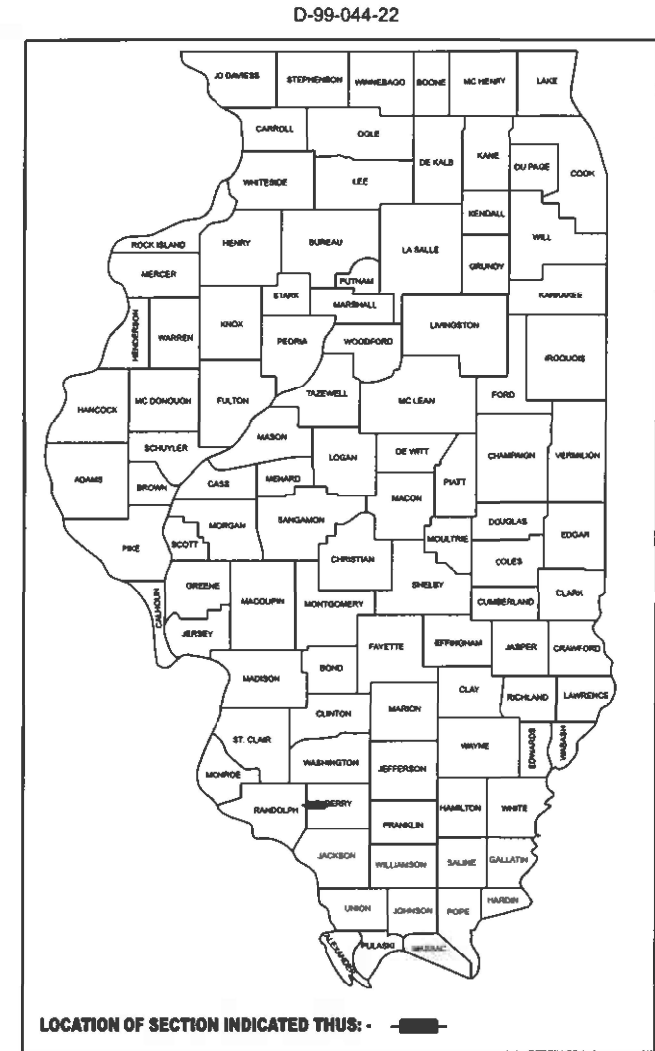 D-99-044-22
JO DAVIESS STEPHENSON WINNEBAGO BOONE MC HENRY LAKE
CARROLL OGLE
DE KALB KANE DU PAGE COOK
WHITESIDE LEE
KENDALL
ROCK ISLAND HENRY BUREAU LA SALLE WILL
MERCER PUTNAM GRUNDY
STARK MARSHALL KANKAKEE
HENDERSON WARREN KNOX PEORIA WOODFORD LIVINGSTON
IROQUOIS
HANCOCK MC DONOUGH FULTON TAZEWELL MC LEAN FORD
MASON
SCHUYLER LOGAN DE WITT CHAMPAIGN VERMILION
ADAMS BROWN CASS MENARD PIATT
MACON
MORGAN SANGAMON DOUGLAS
PIKE SCOTT CHRISTIAN MOULTRIE EDGAR
COLES
CALHOUN GREENE SHELBY
MACOUPIN MONTGOMERY CUMBERLAND CLARK
JERSEY FAYETTE EFFINGHAM JASPER CRAWFORD
BOND
MADISON CLAY RICHLAND LAWRENCE
CLINTON MARION
ST. CLAIR WAYNE EDWARDS WABASH
WASHINGTON JEFFERSON
MONROE
RANDOLPH PERRY HAMILTON WHITE
FRANKLIN
JACKSON WILLIAMSON SALINE GALLATIN
UNION JOHNSON POPE HARDIN
ALEXANDER PULASKI MASSAC
LOCATION OF SECTION INDICATED THUS: -